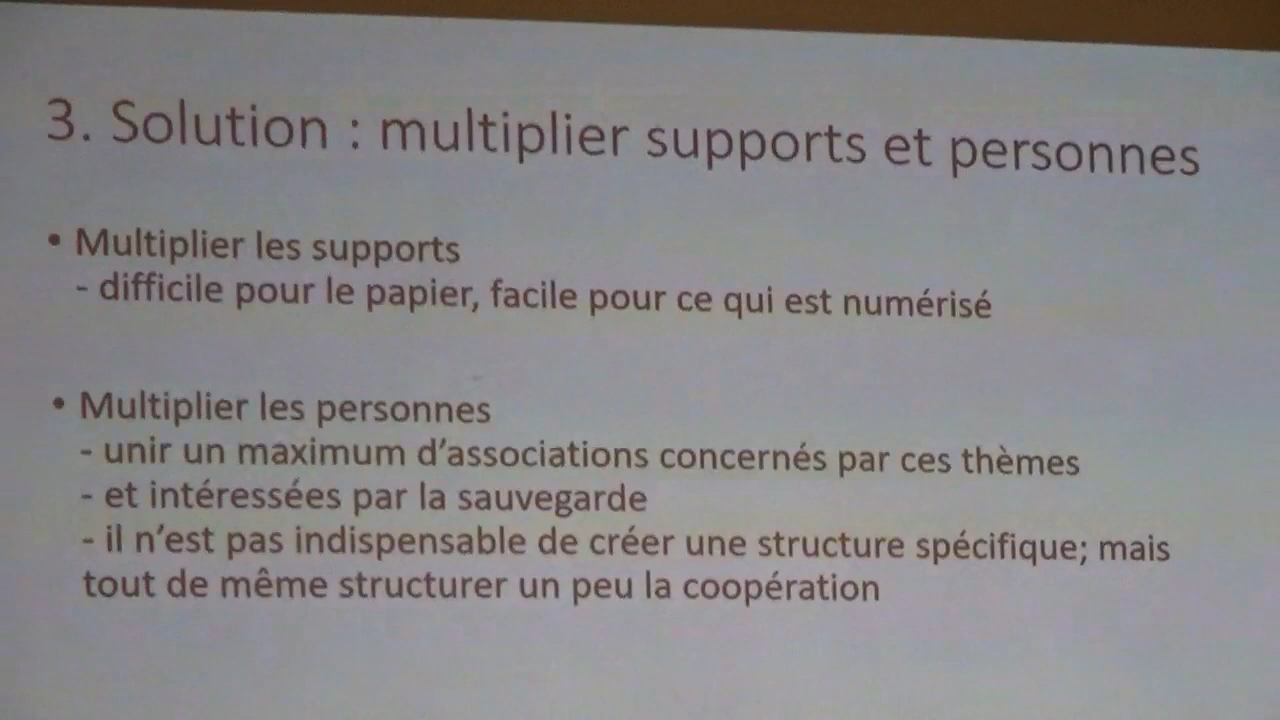 3. Solution : multiplier supports et personnes
• Multiplier les supports
- difficile pour le papier, facile pour ce qui est numérisé
• Multiplier les personnes
- unir un maximum d’associations concernés par ces thèmes
- et intéressées par la sauvegarde
- il n’est pas indispensable de créer une structure spécifique; mais
tout de même structurer un peu la coopération